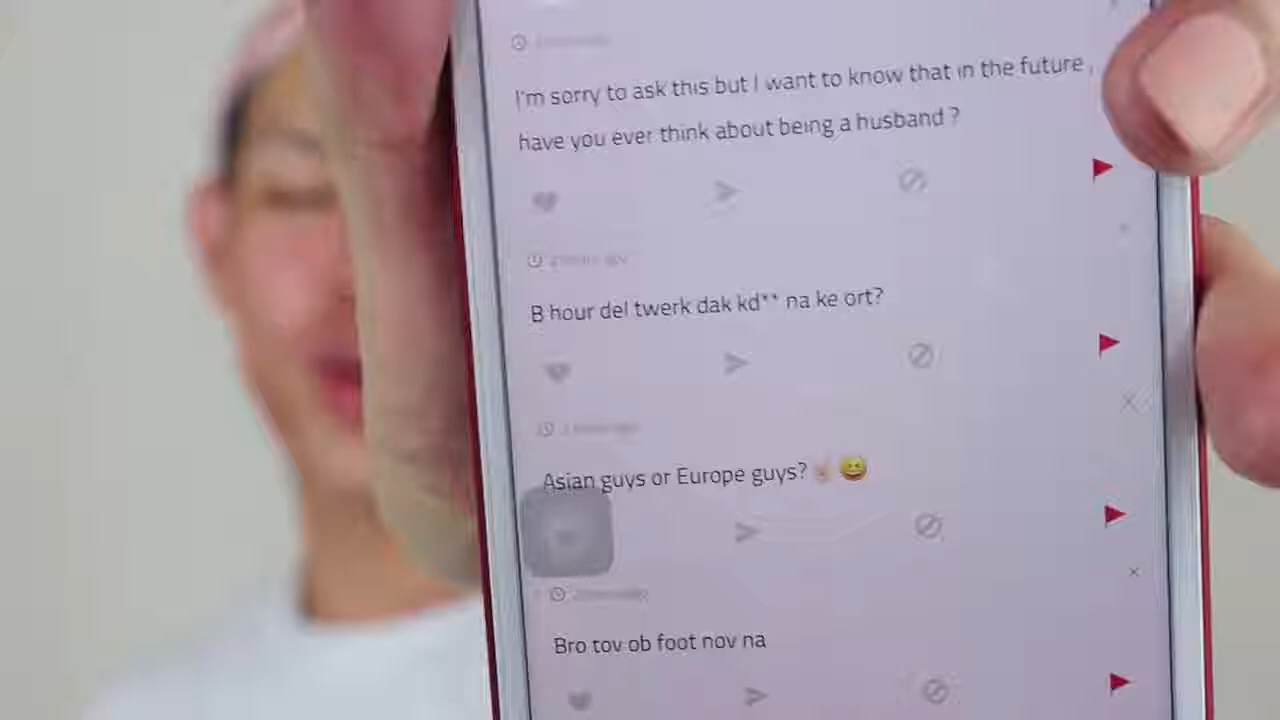 I'm sorry to ask this but I want to know that in the future,
have you ever think about being a husband?
B hour del twerk dak kd** na ke ort?
Asian guys or Europe guys? 😆
Bro tov ob foot nov na